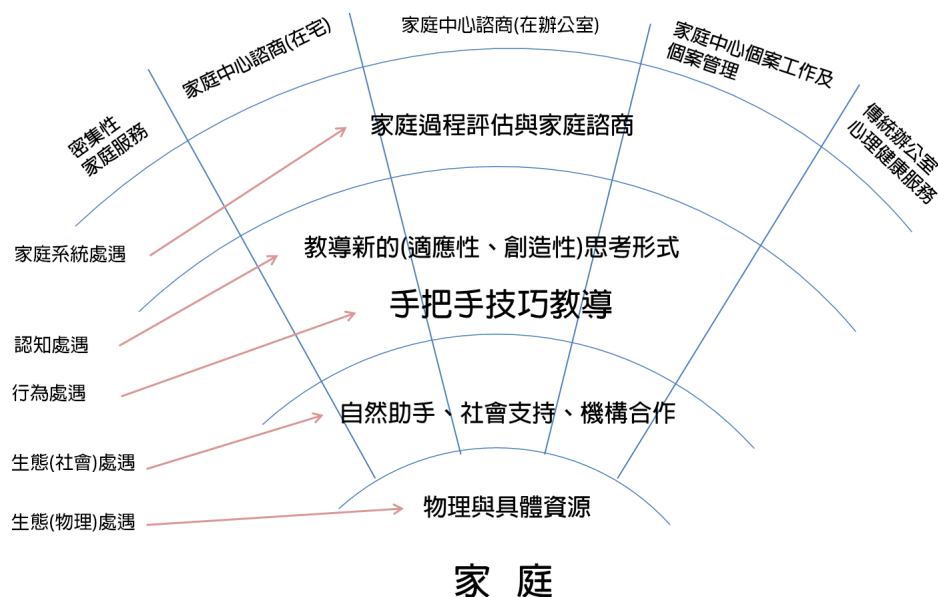 密集性
家庭服務
家庭中心諮商(在宅)
家庭中心諮商(在辦公室)
家庭中心個案工作及
個案管理
傳統辦公室
心理健康服務
家庭過程評估與家庭諮商
家庭系統處遇
教導新的(適應性、創造性)思考形式
手把手技巧教導
認知處遇
行為處遇
自然助手、社會支持、機構合作
生態(社會)處遇
物理與具體資源
生態(物理)處遇
家 庭